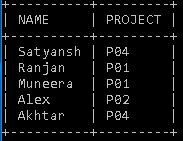 NAME | PROJECT
Satyansh | P04
Ranjan | P01
Muneera | P01
Alex | P02
Akhtar | P04